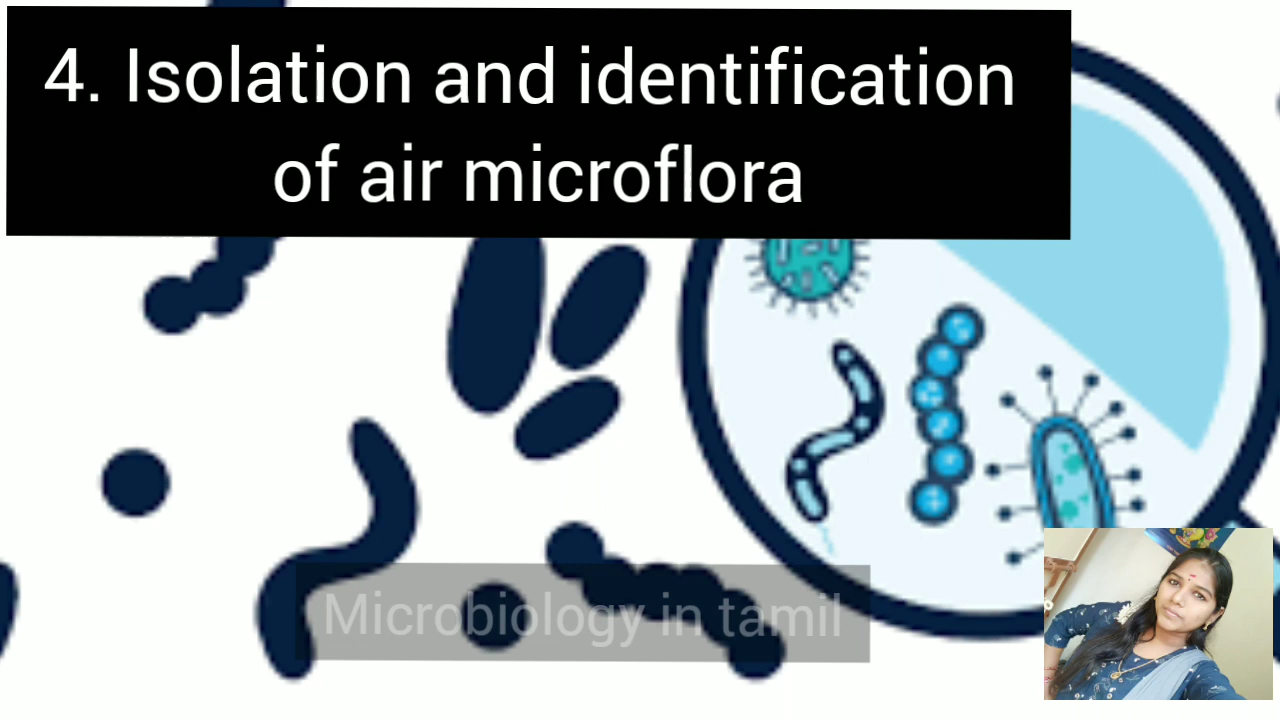 4. Isolation and identification
of air microflora
Microbiology in tamil